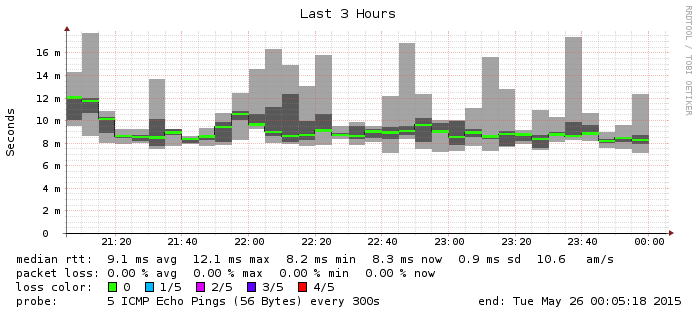 Last 3 Hours
RRDTOOL / TOBI OETIKER
Seconds
16 m
14 m
12 m
10 m
8 m
6 m
4 m
2 m
0
21:20 21:40 22:00 22:20 22:40 23:00 23:20 23:40 00:00
median rtt: 9.1 ms avg 12.1 ms max 8.2 ms min 8.3 ms now 0.9 ms sd 10.6 am/s
packet loss: 0.00 % avg 0.00 % max 0.00 % min 0.00 % now
loss color: 0 1/5 2/5 3/5 4/5
probe: 5 ICMP Echo Pings (56 Bytes) every 300s end: Tue May 26 00:05:18 2015